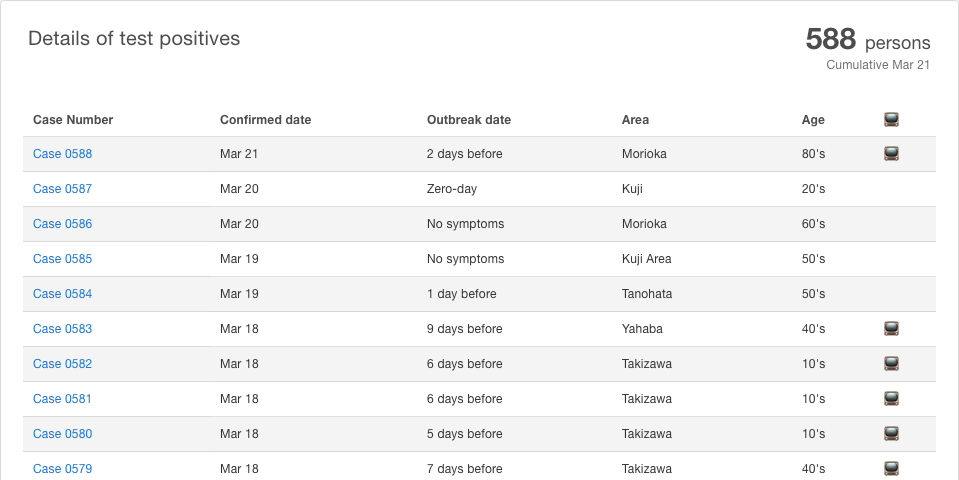 Details of test positives
588 persons
Cumulative Mar 21
Case Number Confirmed date Outbreak date Area Age
Case 0588 Mar 21 2 days before Morioka 80's
Case 0587 Mar 20 Zero-day Kuji 20's
Case 0586 Mar 20 No symptoms Morioka 60's
Case 0585 Mar 19 No symptoms Kuji Area 50's
Case 0584 Mar 19 1 day before Tanohata 50's
Case 0583 Mar 18 9 days before Yahaba 40's
Case 0582 Mar 18 6 days before Takizawa 10's
Case 0581 Mar 18 6 days before Takizawa 10's
Case 0580 Mar 18 5 days before Takizawa 10's
Case 0579 Mar 18 7 days before Takizawa 40's